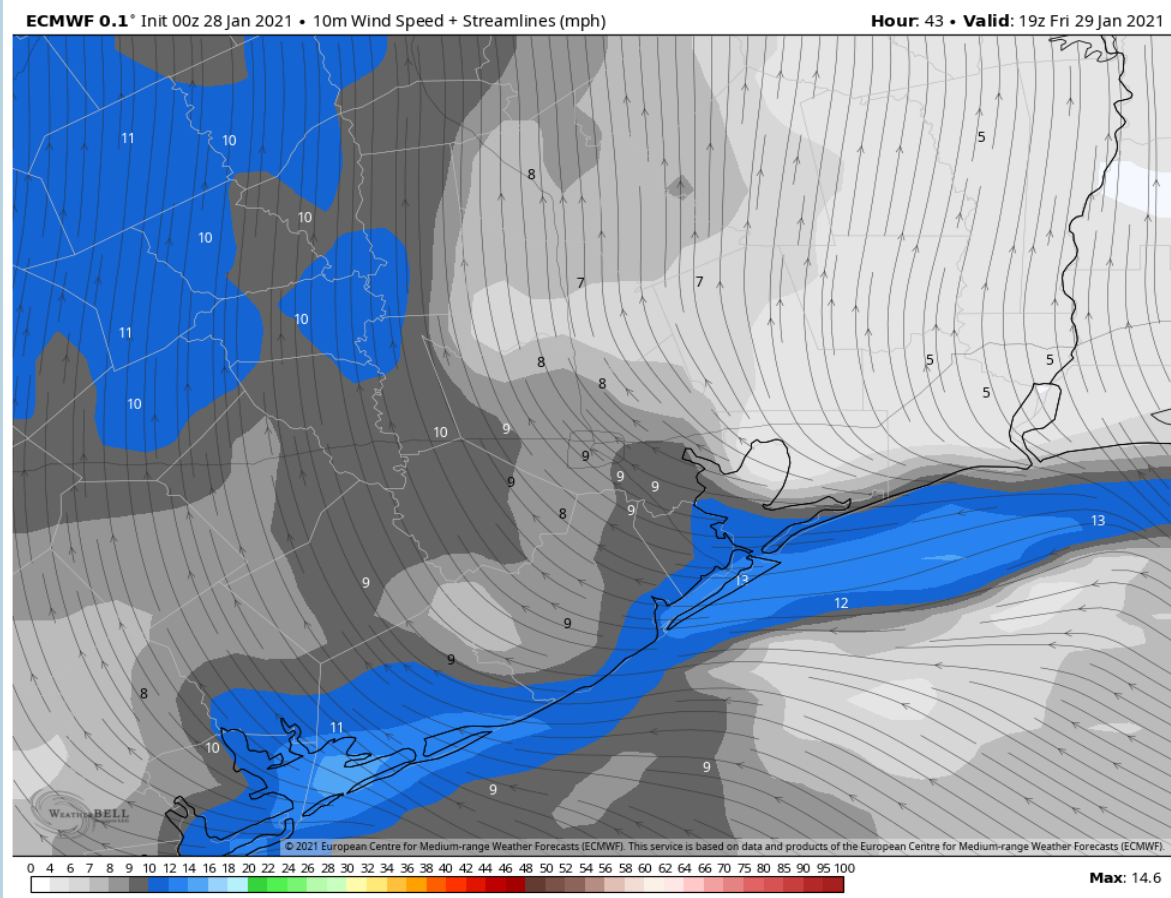 ECMWF 0.1° Init 00z 28 Jan 2021 • 10m Wind Speed + Streamlines (mph) Hour: 43 • Valid: 19z Fri 29 Jan 2021
11 10 5
8
10
10
7 7
10
11
8 5 5
8 5
10
9 10
9
9 9
9 8 9
13
9 13
12
9
9
8
11
10
9
9
WEATHERBELL
© 2021 European Centre for Medium-range Weather Forecasts (ECMWF). This service is based on data and products of the European Centre for Medium-range Weather Forecasts (ECMWF).
0 4 6 7 8 9 10 12 14 16 18 20 22 24 26 28 30 32 34 36 38 40 42 44 46 48 50 52 54 56 58 60 62 64 66 70 75 80 85 90 95 100
Max: 14.6